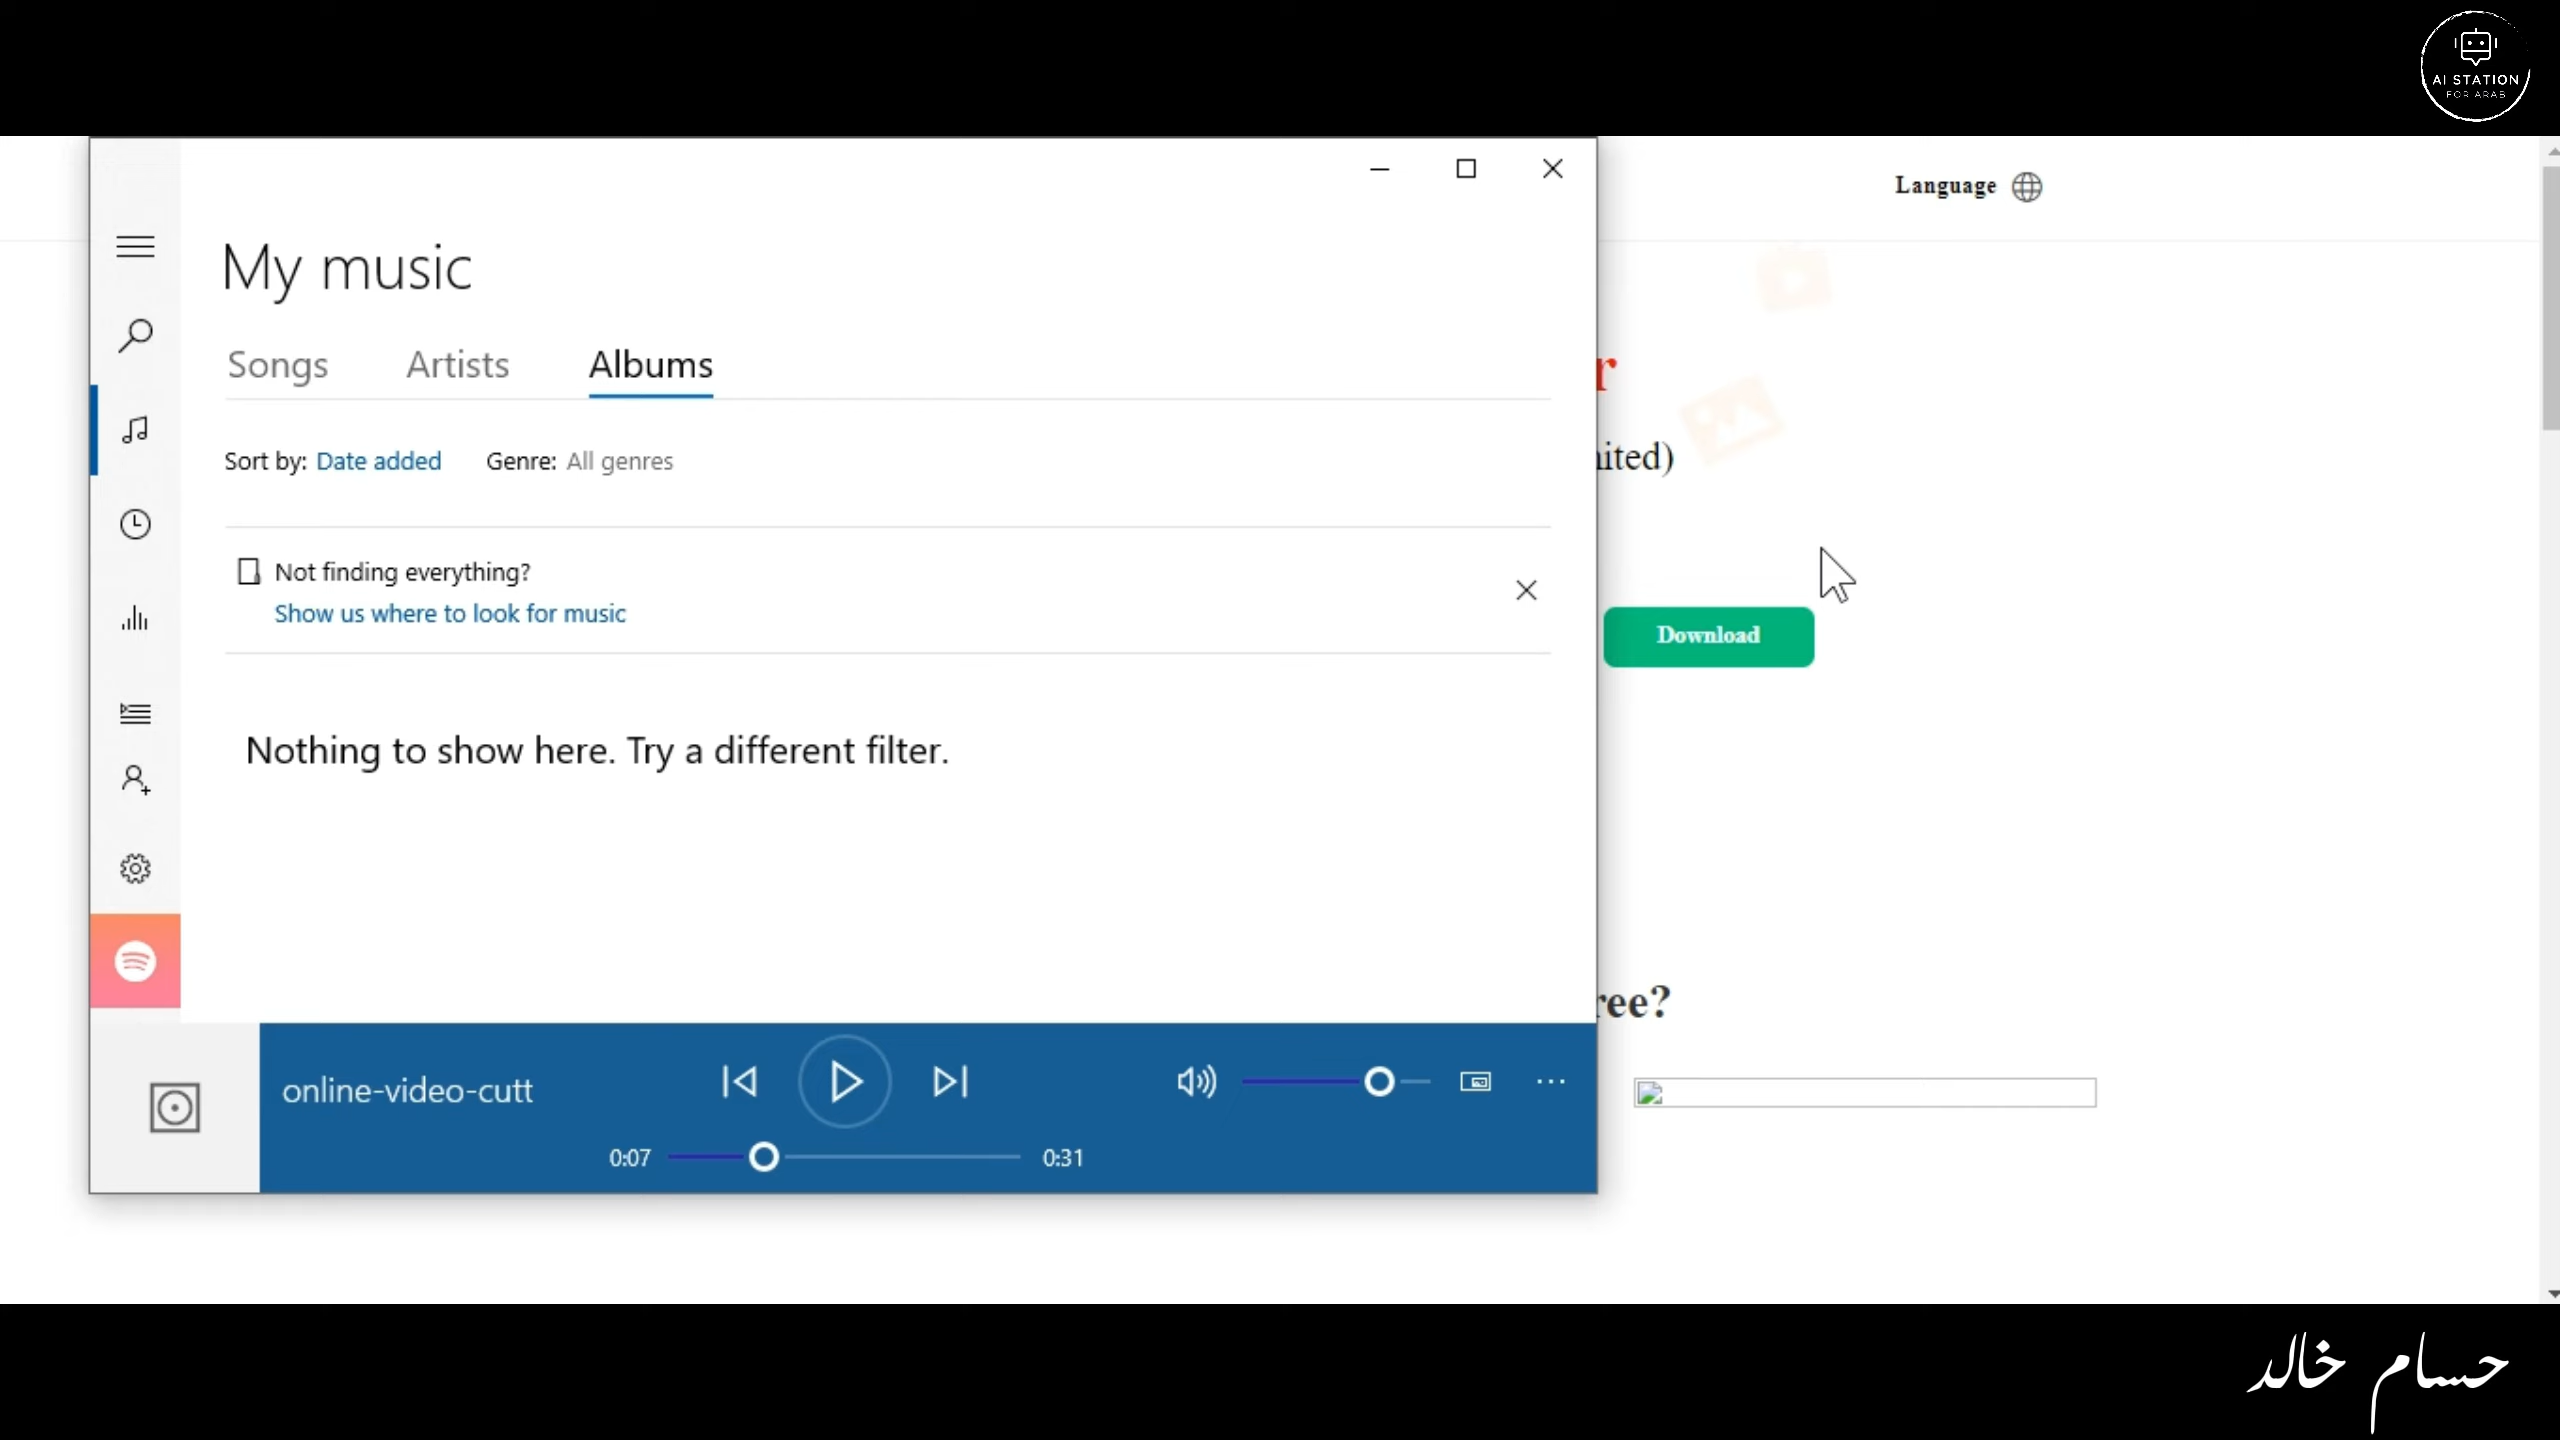 AI STATION
FOR ARAB
Language
My music
Songs Artists Albums
Sort by: Date added Genre: All genres
Not finding everything?
Show us where to look for music
Nothing to show here. Try a different filter.
Download
online-video-cutt
0:07 0:31
حسام خالد